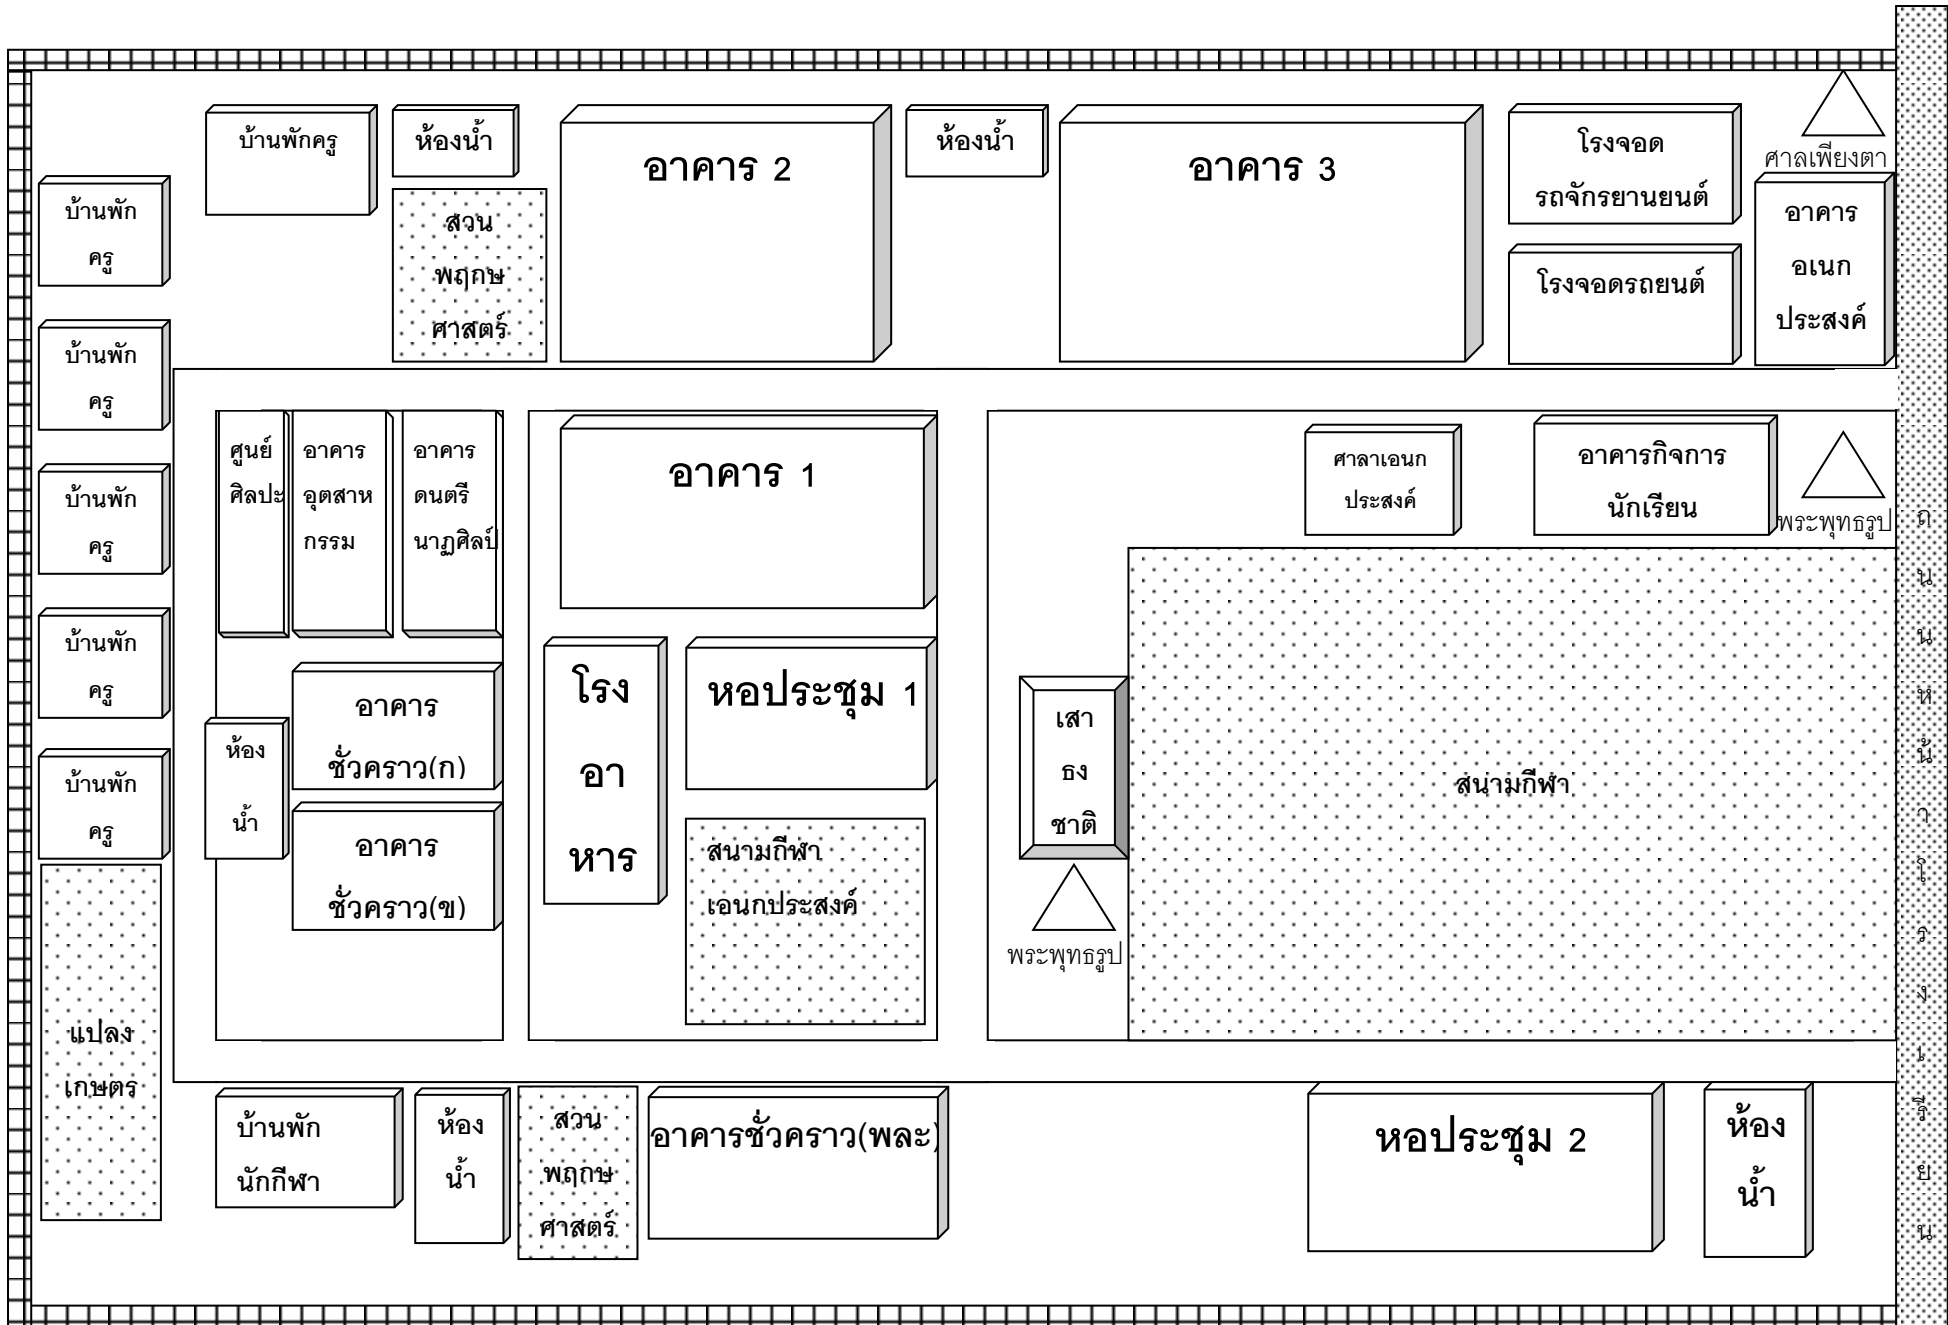 บ้านพักครู
ห้องน้ำ
อาคาร 2
ห้องน้ำ
อาคาร 3
โรงจอด
รถจักรยานยนต์
ศาลเพียงตา
บ้านพัก
ครู
สวน
พฤกษ
ศาสตร์
โรงจอดรถยนต์
อาคาร
อเนก
ประสงค์
บ้านพัก
ครู
ศูนย์
ศิลปะ
อาคาร
อุตสาห
กรรม
อาคาร
ดนตรี
นาฏศิลป์
อาคาร 1
ศาลาเอนก
ประสงค์
อาคารกิจการ
นักเรียน
พระพุทธรูป
บ้านพัก
ครู
บ้านพัก
ครู
อาคาร
ชั่วคราว(ก)
โรง
อา
หาร
หอประชุม 1
เสา
ธง
ชาติ
สนามกีฬา
ห้อง
น้ำ
บ้านพัก
ครู
อาคาร
ชั่วคราว(ข)
สนามกีฬา
เอนกประสงค์
พระพุทธรูป
แปลง
เกษตร
บ้านพัก
นักกีฬา
ห้อง
น้ำ
สวน
พฤกษ
ศาสตร์
อาคารชั่วคราว(พละ)
หอประชุม 2
ห้อง
น้ำ
ถ
น
น
ห
น้
า
โ
ร
ง
เ
รี
ย
น